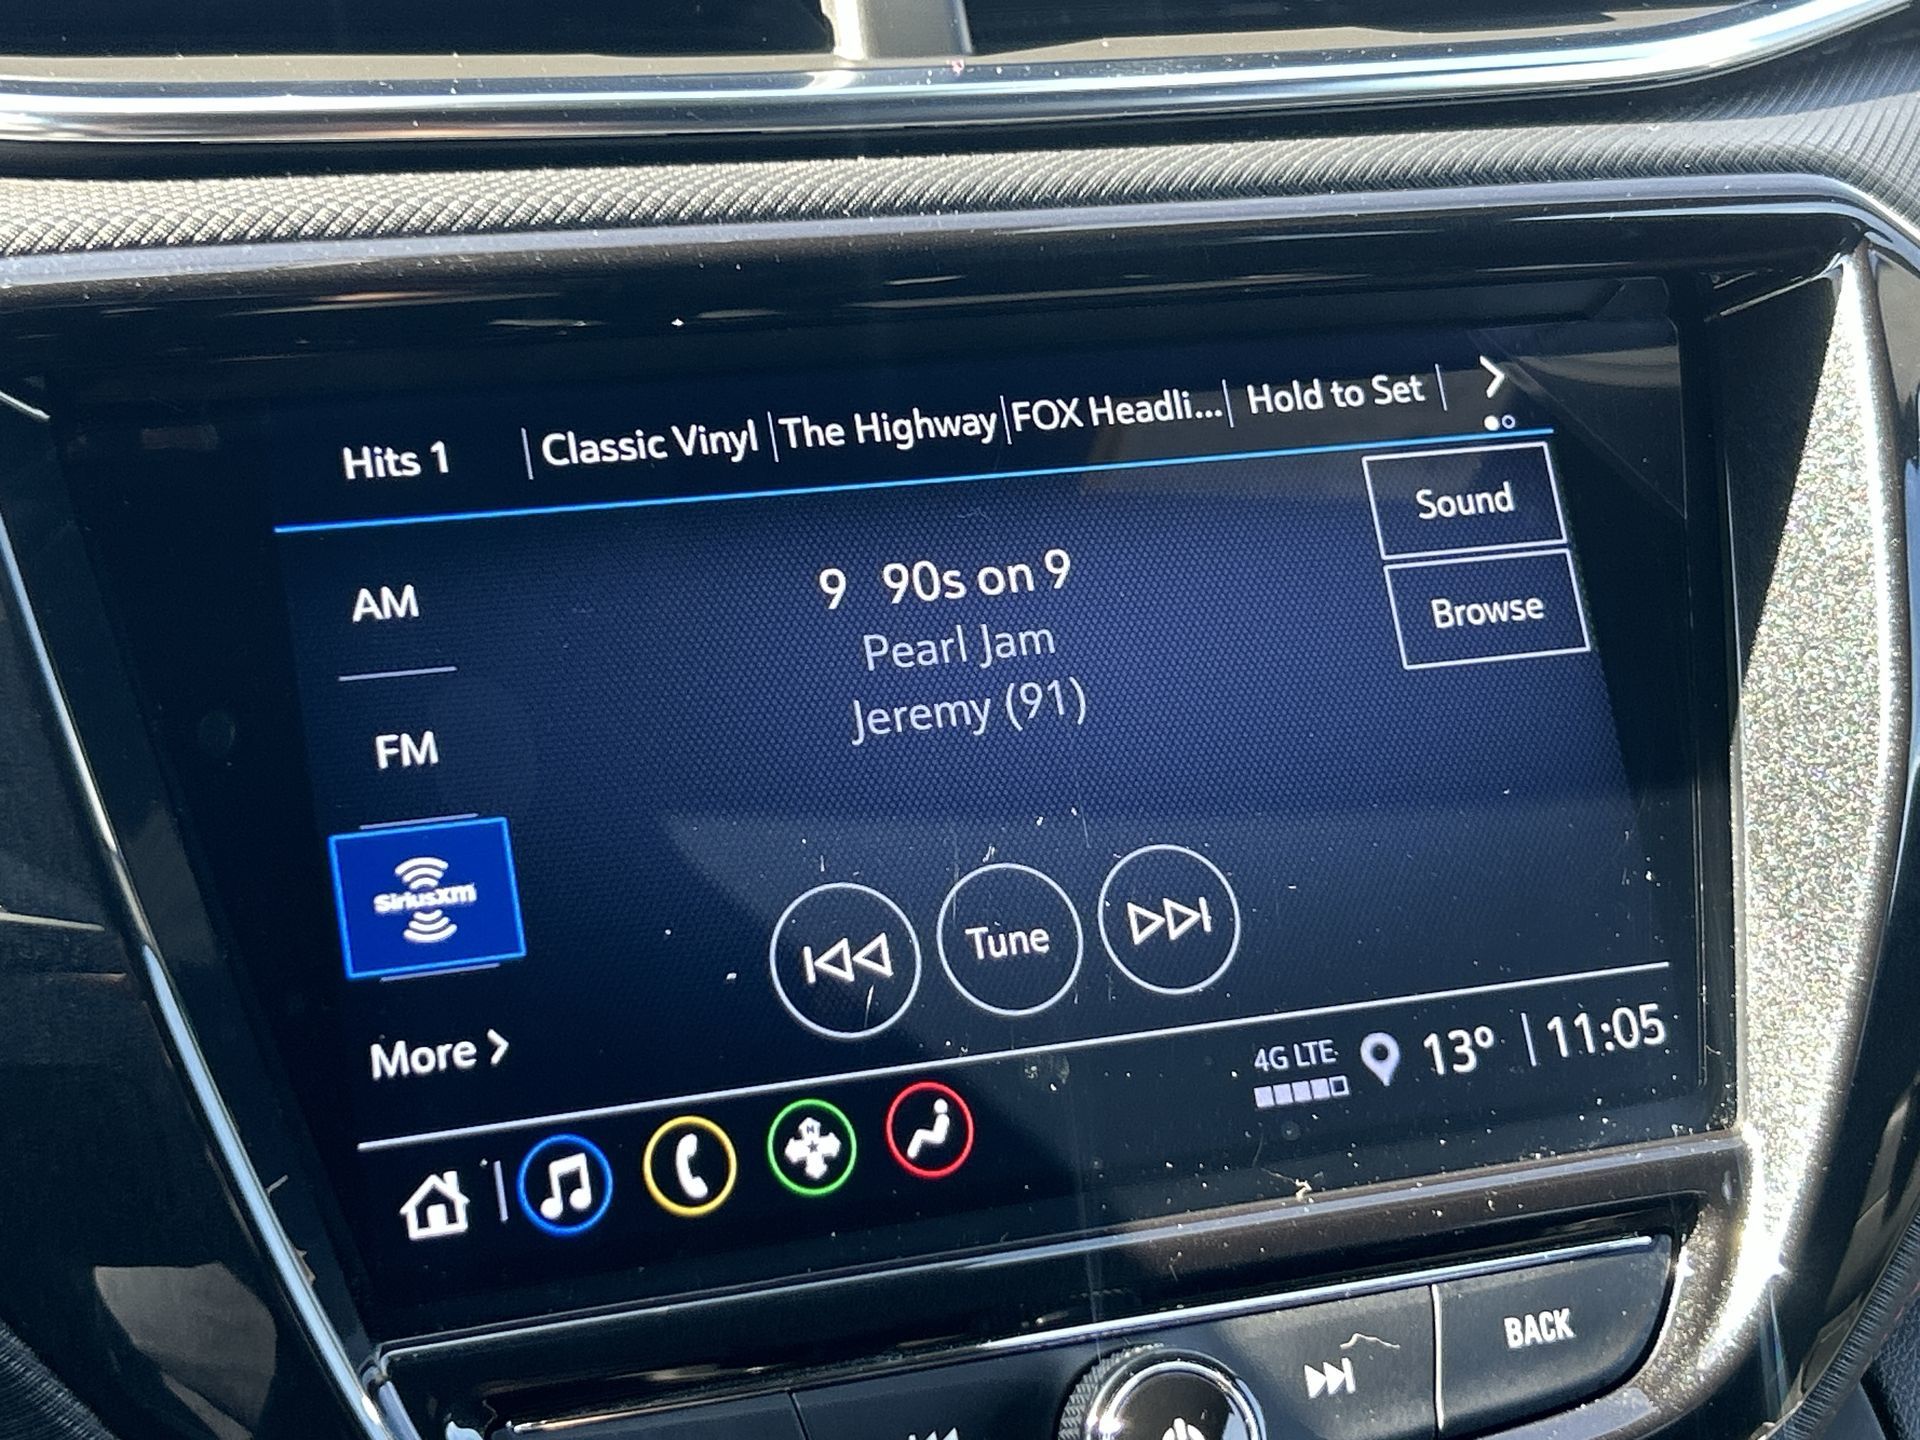 Hits 1 | Classic Vinyl | The Highway | FOX Headli... | Hold to Set |
Sound
Browse
AM
FM
SiriusXM
More
9 90s on 9
Pearl Jam
Jeremy (91)
Tune
4G LTE 13° | 11:05
N
BACK